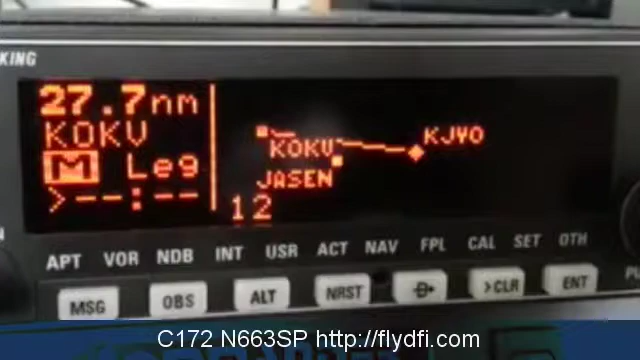 KING
27.7nm
KOKV
M Leg
>--:--
KOKV
KJYO
JASEN
12
APT VOR NDB INT USR ACT NAV FPL CAL SET OTH
MSG OBS ALT NRST D >CLR ENT
C172 N663SP http://flydfi.com